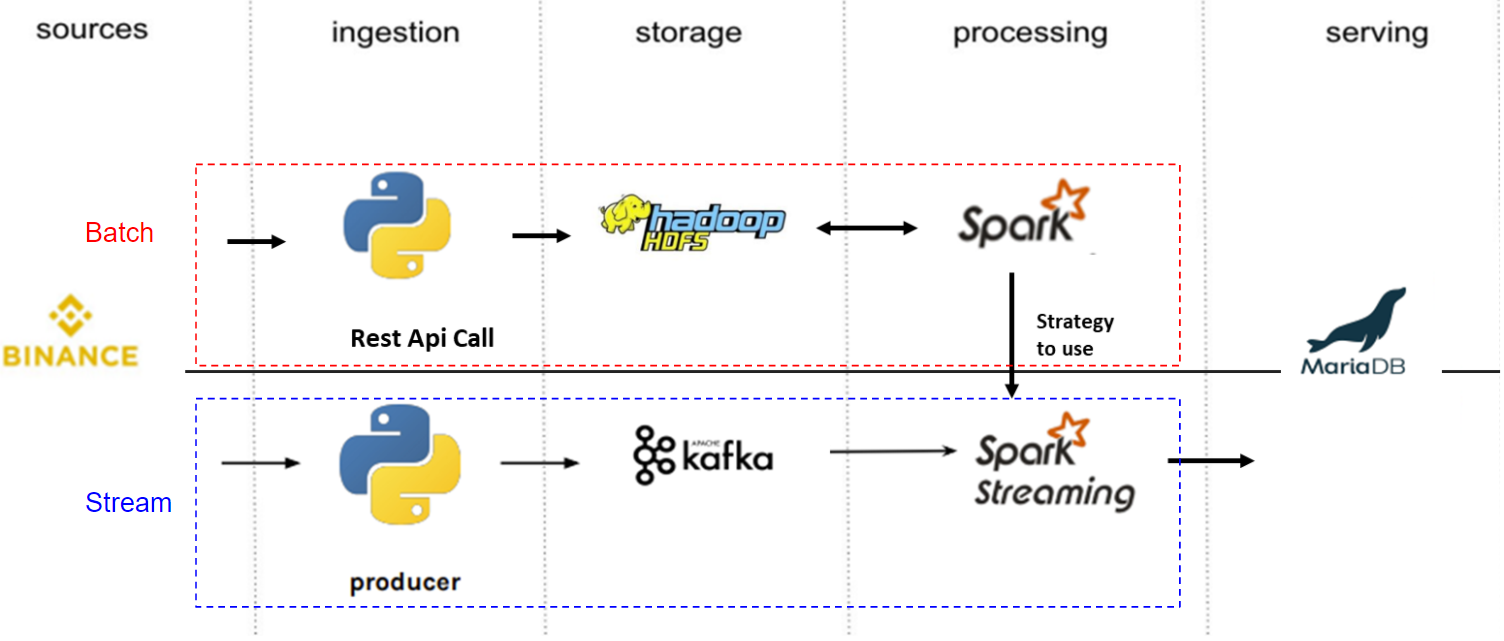 sources
ingestion
storage
processing
serving
Batch
hadoop
HDFS
Spark
Rest Api Call
Strategy
to use
BINANCE
MariaDB
Stream
APACHE
kafka
Spark
Streaming
producer